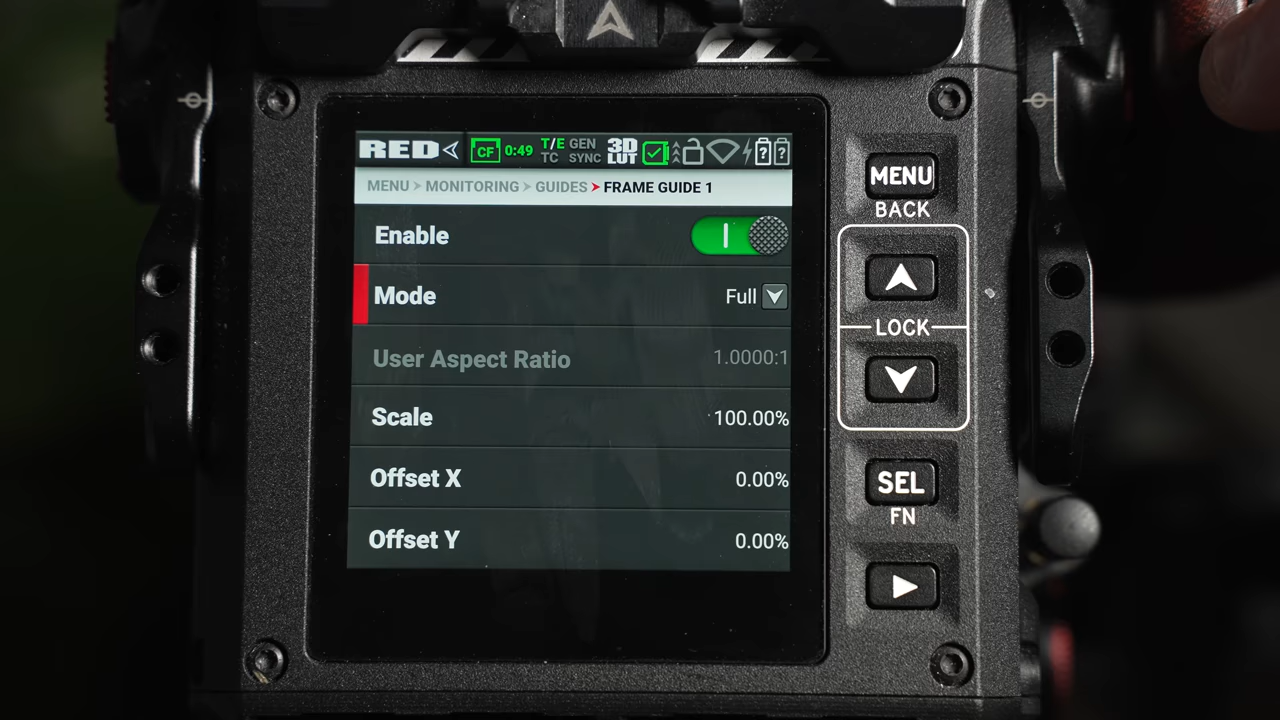 RED CF 0:49 T/E TC GEN SYNC 3D LUT ? ?
MENU > MONITORING > GUIDES > FRAME GUIDE 1
Enable
Mode Full
User Aspect Ratio 1.0000:1
Scale 100.00%
Offset X 0.00%
Offset Y 0.00%
MENU
BACK
LOCK
SEL
FN